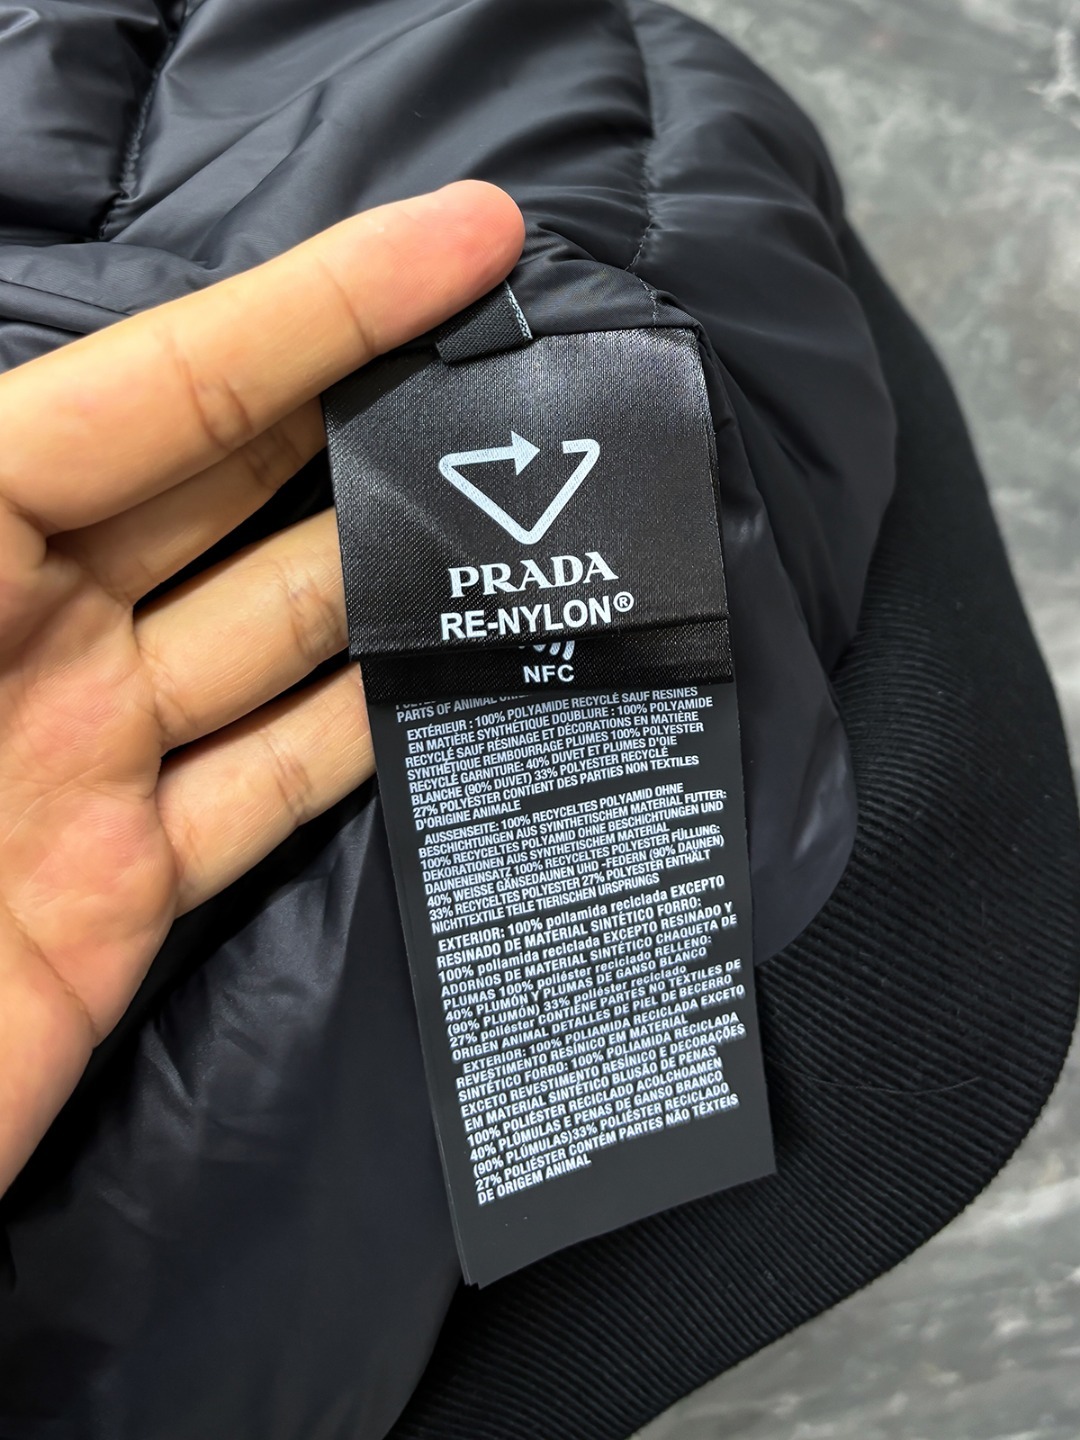 PRADA
RE-NYLON®
NFC
PARTS OF ANIMAL
EXTÉRIEUR : 100% POLYAMIDE RECYCLÉ SAUF RESINES
EN MATIÈRE SYNTHÉTIQUE DOUBLURE : 100% POLYAMIDE
RECYCLÉ SAUF RÉSINAGE ET DÉCORATIONS EN MATIÈRE
SYNTHÉTIQUE REMBOURRAGE PLUMES 100% POLYESTER
RECYCLÉ GARNITURE: 40% DUVET ET PLUMES D'OIE
BLANCHE (90% DUVET) 33% POLYESTER RECYCLÉ
27% POLYESTER CONTIENT DES PARTIES NON TEXTILES
D'ORIGINE ANIMALE
AUSSENSEITE: 100% RECYCELTES POLYAMID OHNE
BESCHICHTUNGEN AUS SYNTHETISCHEM MATERIAL FUTTER:
100% RECYCELTES POLYAMID OHNE BESCHICHTUNGEN UND
DEKORATIONEN AUS SYNTHETISCHEM MATERIAL
DAUNENEINSATZ 100% RECYCELTES POLYESTER FÜLLUNG:
40% WEISSE GÄNSEDAUNEN UND -FEDERN (90% DAUNEN)
33% RECYCELTES POLYESTER 27% POLYESTER ENTHÄLT
NICHTTEXTILE TEILE TIERISCHEN URSPRUNGS
EXTERIOR: 100% poliamida reciclada EXCEPTO
RESINADO DE MATERIAL SINTÉTICO FORRO:
100% poliamida reciclada EXCEPTO RESINADO Y
ADORNOS DE MATERIAL SINTÉTICO CHAQUETA DE
PLUMAS 100% poliéster reciclado RELLENO:
40% PLUMÓN Y PLUMAS DE GANSO BLANCO
(90% PLUMÓN) 33% poliéster reciclado
27% poliéster CONTIENE PARTES NO TEXTILES DE
ORIGEN ANIMAL DETALLES DE PIEL DE BECERRO
EXTERIOR: 100% POLIAMIDA RECICLADA EXCETO
REVESTIMENTO RESÍNICO EM MATERIAL
SINTÉTICO FORRO: 100% POLIAMIDA RECICLADA
EXCETO REVESTIMENTO RESÍNICO E DECORAÇÕES
EM MATERIAL SINTÉTICO BLUSÃO DE PENAS
100% POLIÉSTER RECICLADO ACOLCHOAMEN
40% PLÚMULAS E PENAS DE GANSO BRANCO
(90% PLÚMULAS)33% POLIÉSTER RECICLADO
27% POLIÉSTER CONTÉM PARTES NÃO TÊXTEIS
DE ORIGEM ANIMAL